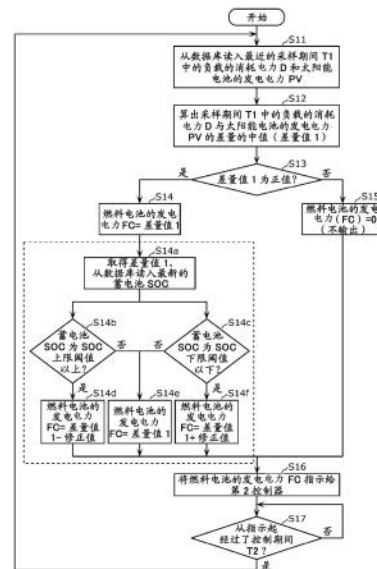 开始
S11
从数据库读入最近的采样期间 T1
中的负载的消耗电力 D 和太阳能
电池的发电电力 PV
S12
算出采样期间 T1 中的负载的消耗
电力 D 与太阳能电池的发电电力
PV 的差量的中值(差量值 1)
S13
是
差量值 1 为正值?
否
S14
燃料电池的发电
电力 FC= 差量值 1
S15
燃料电池的发电
电力(FC)=0
(不输出)
S14a
取得差量值 1,
从数据库读入最新的
蓄电池 SOC
S14b
蓄电池
SOC 为 SOC
上限阈值
以上?
否
否
S14c
蓄电池
SOC 为 SOC
下限阈值
以下?
是
是
S14d
燃料电池的
发电电力
FC= 差量值
1- 修正值
S14e
燃料电池的
发电电力
FC= 差量值 1
S14f
燃料电池的
发电电力
FC= 差量值
1+ 修正值
S16
将燃料电池的发电电力 FC 指示给
第 2 控制器
S17
从指示起
经过了控制期间
T2?
否
是